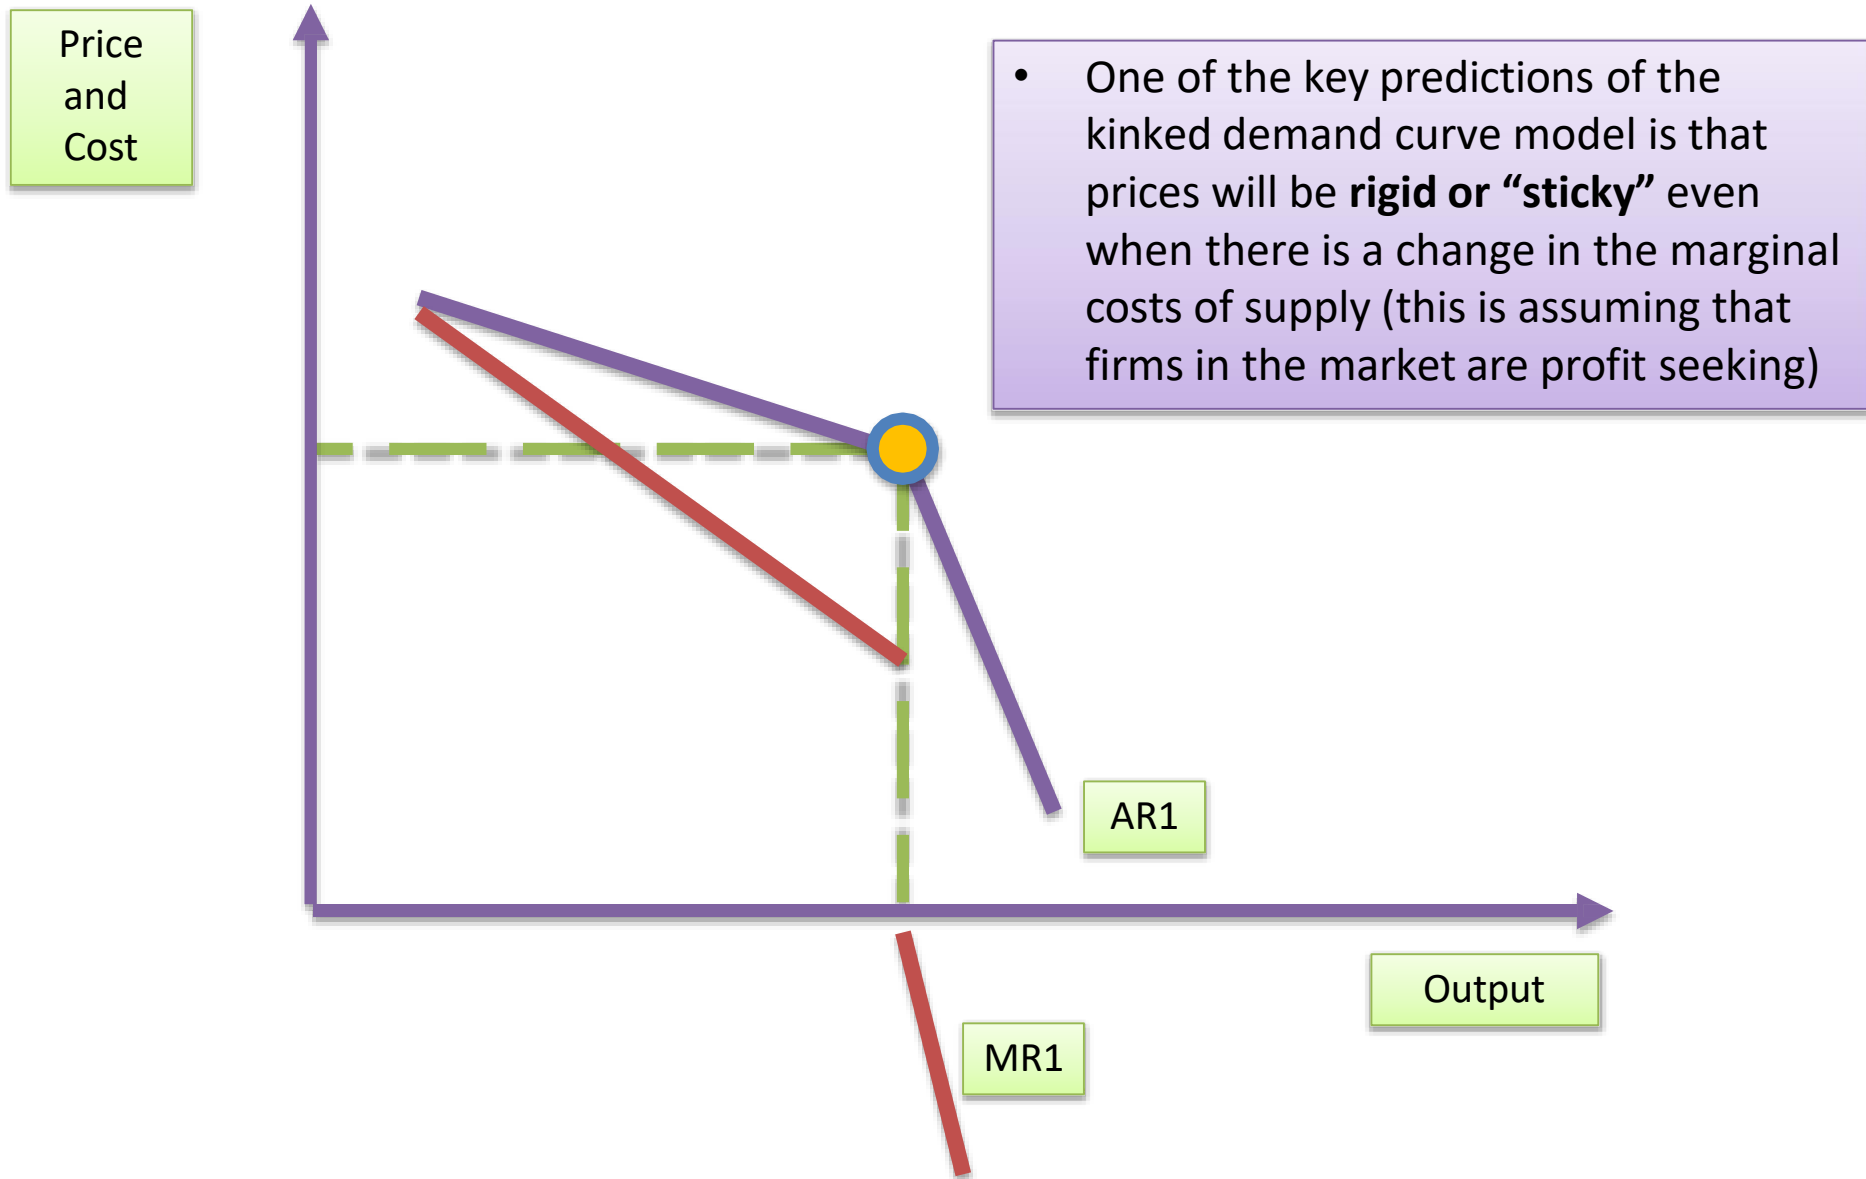 Price
and
Cost
• One of the key predictions of the
kinked demand curve model is that
prices will be rigid or “sticky” even
when there is a change in the marginal
costs of supply (this is assuming that
firms in the market are profit seeking)
AR1
Output
MR1